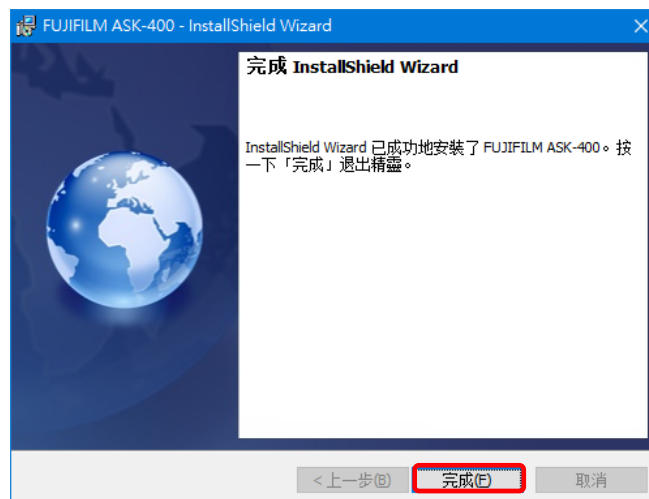 FUJIFILM ASK-400 - InstallShield Wizard
完成 InstallShield Wizard
InstallShield Wizard 已成功地安裝了 FUJIFILM ASK-400。按
一下「完成」退出精靈。
<上一步(B) 完成(F) 取消